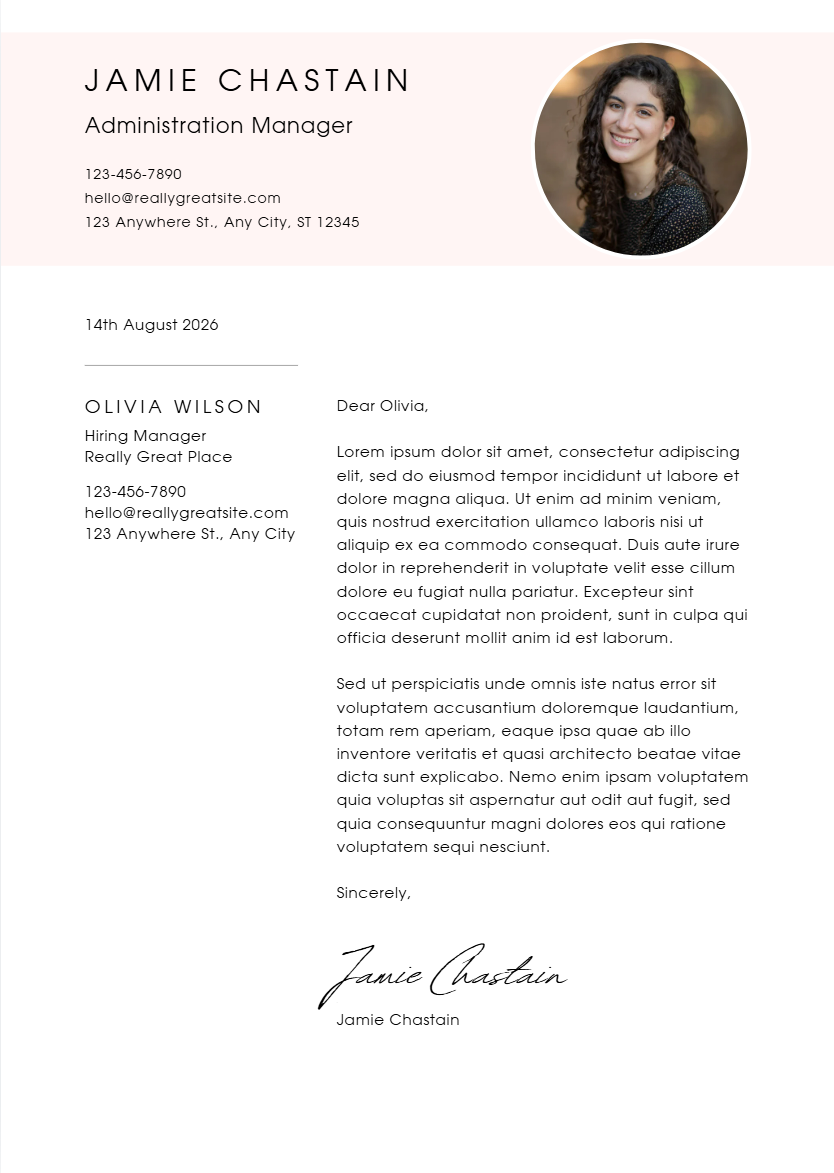 JAMIE CHASTAIN
Administration Manager
123-456-7890
hello@reallygreatsite.com
123 Anywhere St., Any City, ST 12345
14th August 2026
OLIVIA WILSON
Hiring Manager
Really Great Place
123-456-7890
hello@reallygreatsite.com
123 Anywhere St., Any City
Dear Olivia,
Lorem ipsum dolor sit amet, consectetur adipiscing
elit, sed do eiusmod tempor incididunt ut labore et
dolore magna aliqua. Ut enim ad minim veniam,
quis nostrud exercitation ullamco laboris nisi ut
aliquip ex ea commodo consequat. Duis aute irure
dolor in reprehenderit in voluptate velit esse cillum
dolore eu fugiat nulla pariatur. Excepteur sint
occaecat cupidatat non proident, sunt in culpa qui
officia deserunt mollit anim id est laborum.
Sed ut perspiciatis unde omnis iste natus error sit
voluptatem accusantium doloremque laudantium,
totam rem aperiam, eaque ipsa quae ab illo
inventore veritatis et quasi architecto beatae vitae
dicta sunt explicabo. Nemo enim ipsam voluptatem
quia voluptas sit aspernatur aut odit aut fugit, sed
quia consequuntur magni dolores eos qui ratione
voluptatem sequi nesciunt.
Sincerely,
Jamie Chastain
Jamie Chastain